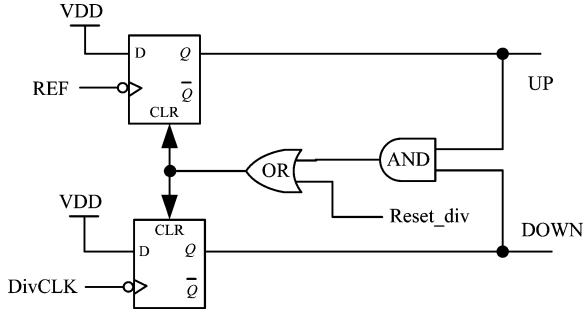 VDD
D Q
REF
Q
UP
CLR
OR
AND
VDD
Reset_div
CLR
DOWN
D Q
DivCLK
Q